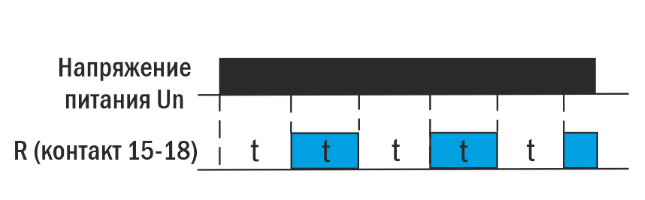 Напряжение
питания Un
R (контакт 15-18)
t t t t t